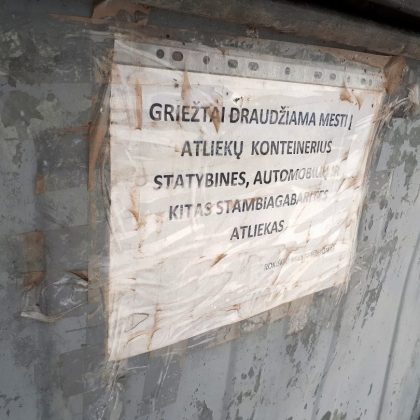 GRIEŽTAI DRAUDŽIAMA MESTI Į
ATLIEKŲ KONTEINERIUS
STATYBINES, AUTOMOBILIŲ IR
KITAS STAMBIAGABARITES
ATLIEKAS